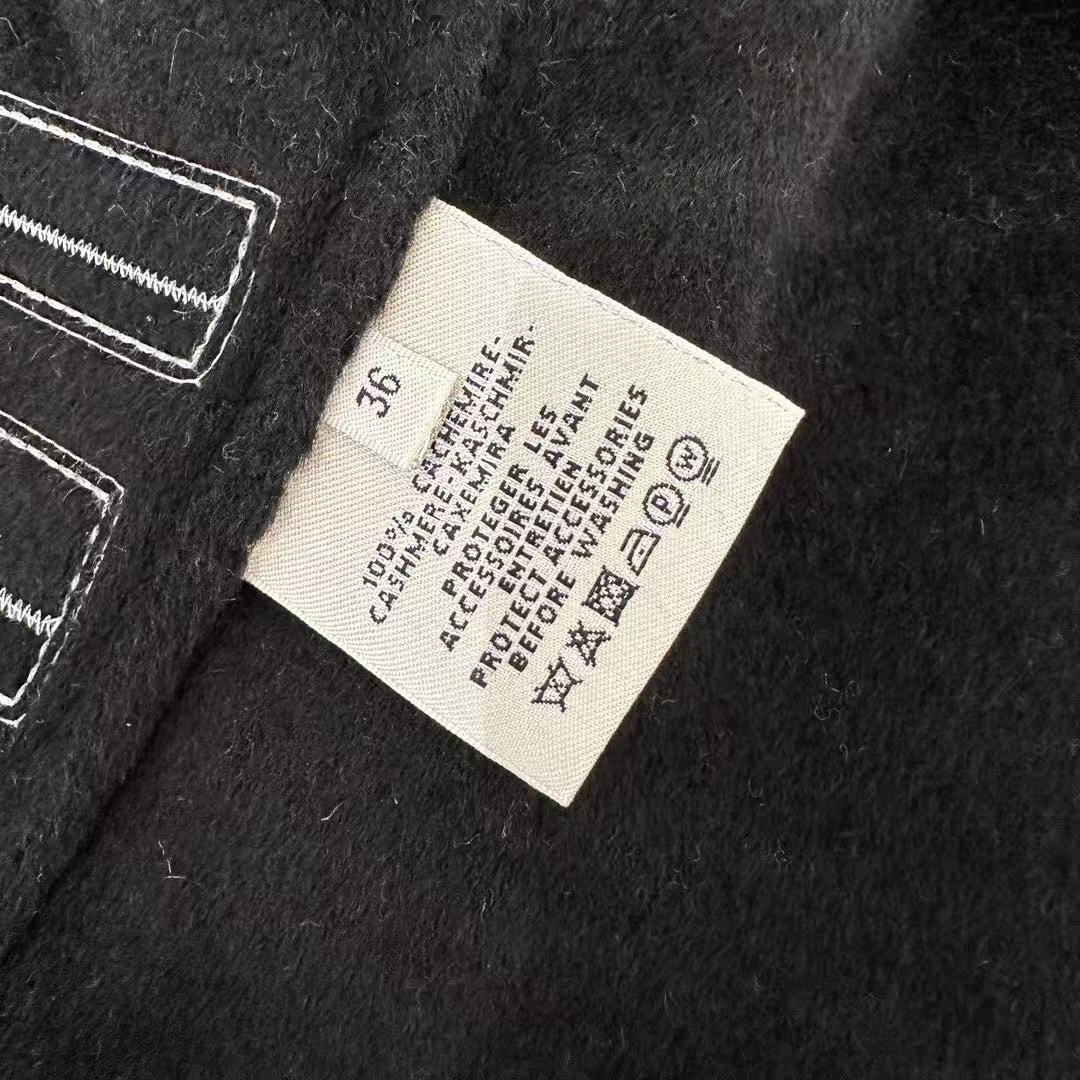 36
100% CACHEMIRE-
CASHMERE-KASCHMIR-
CAXEMIRA
PROTEGER LES
ACCESSOIRES AVANT
ENTRETIEN
PROTECT ACCESSORIES
BEFORE WASHING
P W